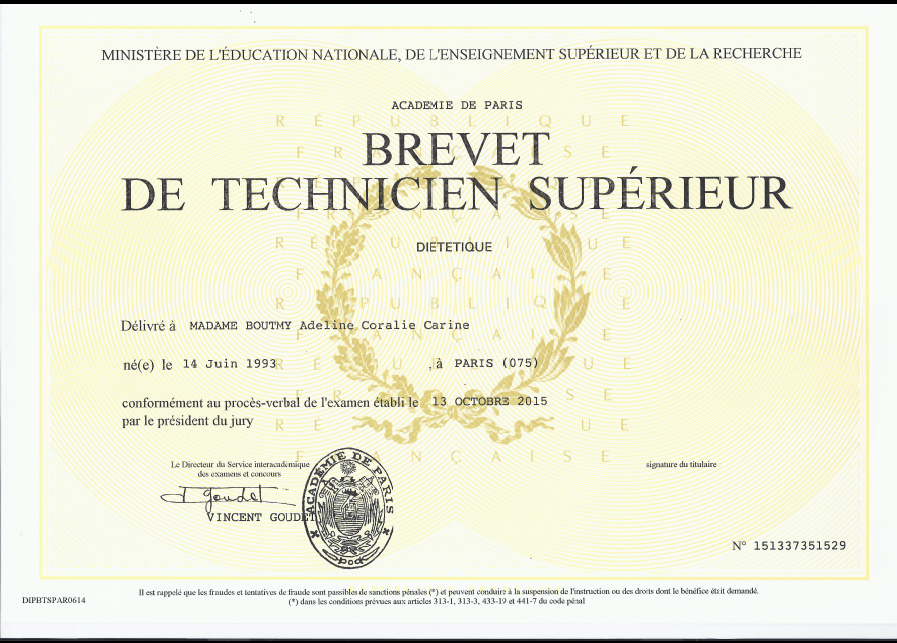 MINISTÈRE DE L'ÉDUCATION NATIONALE, DE L'ENSEIGNEMENT SUPÉRIEUR ET DE LA RECHERCHE
ACADEMIE DE PARIS
BREVET
DE TECHNICIEN SUPÉRIEUR
DIETETIQUE
Délivré à MADAME BOUTMY Adeline Coralie Carine
né(e) le 14 Juin 1993 , à PARIS (075)
conformément au procès-verbal de l'examen établi le 13 OCTOBRE 2015
par le président du jury
Le Directeur du Service interacadémique
des examens et concours
signature du titulaire
Goudet
VINCENT GOUDET
ACADÉMIE DE PARIS
N° 151337351529
Il est rappelé que les fraudes et tentatives de fraude sont passibles de sanctions pénales (*) et peuvent conduire à la suspension de l'instruction ou des droits dont le bénéfice était demandé.
DIPBTSPAR0614
(*) dans les conditions prévues aux articles 313-1, 313-3, 433-19 et 441-7 du code pénal